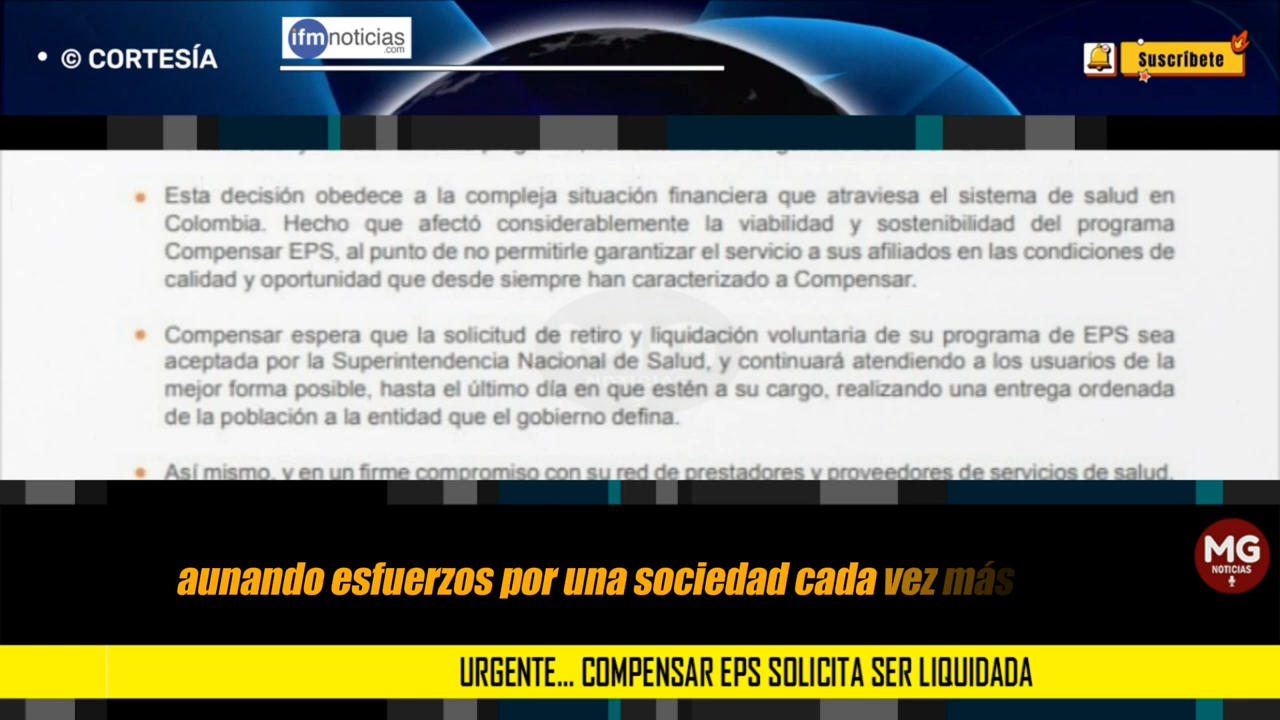 • © CORTESÍA
ifmnoticias
.com
Suscríbete
Esta decisión obedece a la compleja situación financiera que atraviesa el sistema de salud en
Colombia. Hecho que afectó considerablemente la viabilidad y sostenibilidad del programa
Compensar EPS, al punto de no permitirle garantizar el servicio a sus afiliados en las condiciones de
calidad y oportunidad que desde siempre han caracterizado a Compensar.
Compensar espera que la solicitud de retiro y liquidación voluntaria de su programa de EPS sea
aceptada por la Superintendencia Nacional de Salud, y continuará atendiendo a los usuarios de la
mejor forma posible, hasta el último día en que estén a su cargo, realizando una entrega ordenada
de la población a la entidad que el gobierno defina.
Así mismo, y en un firme compromiso con su red de prestadores y proveedores de servicios de salud,
aunando esfuerzos por una sociedad cada vez más
MG
NOTICIAS
URGENTE... COMPENSAR EPS SOLICITA SER LIQUIDADA